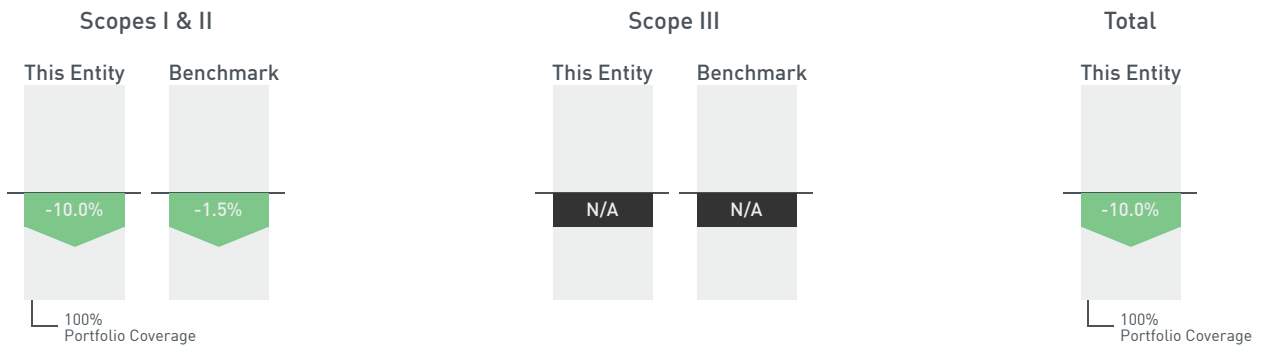 Scopes I & II
Scope III
Total
This Entity
Benchmark
This Entity
Benchmark
This Entity
-10.0%
-1.5%
N/A
N/A
-10.0%
100%
Portfolio Coverage
100%
Portfolio Coverage